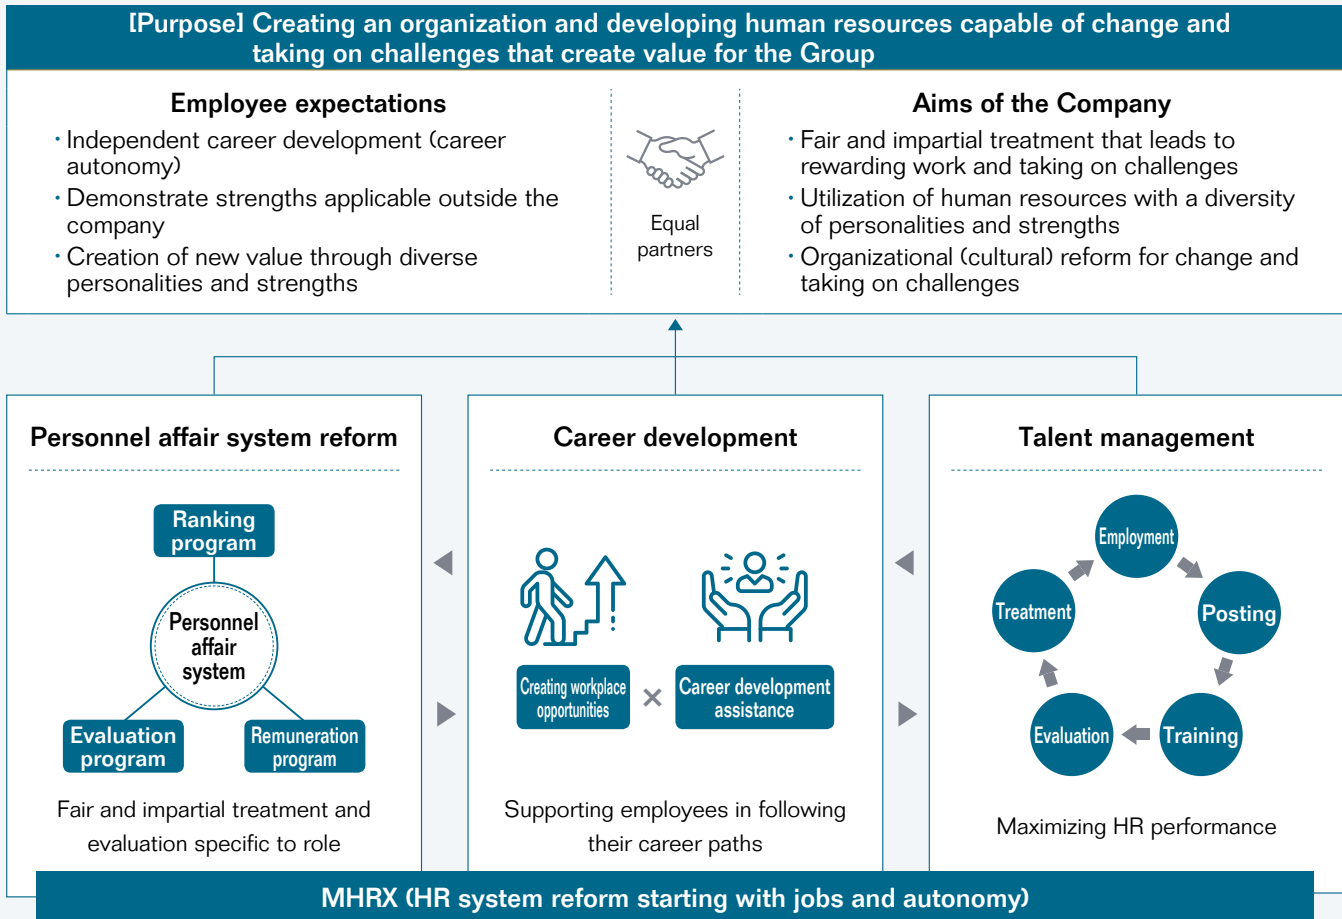 [Purpose] Creating an organization and developing human resources capable of change and
taking on challenges that create value for the Group
Employee expectations
・Independent career development (career
autonomy)
・Demonstrate strengths applicable outside the
company
・Creation of new value through diverse
personalities and strengths
Equal
partners
Aims of the Company
・Fair and impartial treatment that leads to
rewarding work and taking on challenges
・Utilization of human resources with a diversity
of personalities and strengths
・Organizational (cultural) reform for change and
taking on challenges
Personnel affair system reform
Ranking
program
Personnel
affair
system
Evaluation
program
Remuneration
program
Fair and impartial treatment and
evaluation specific to role
Career development
Creating workplace
opportunities
×
Career development
assistance
Supporting employees in following
their career paths
Talent management
Employment
Posting
Training
Evaluation
Treatment
Maximizing HR performance
MHRX (HR system reform starting with jobs and autonomy)